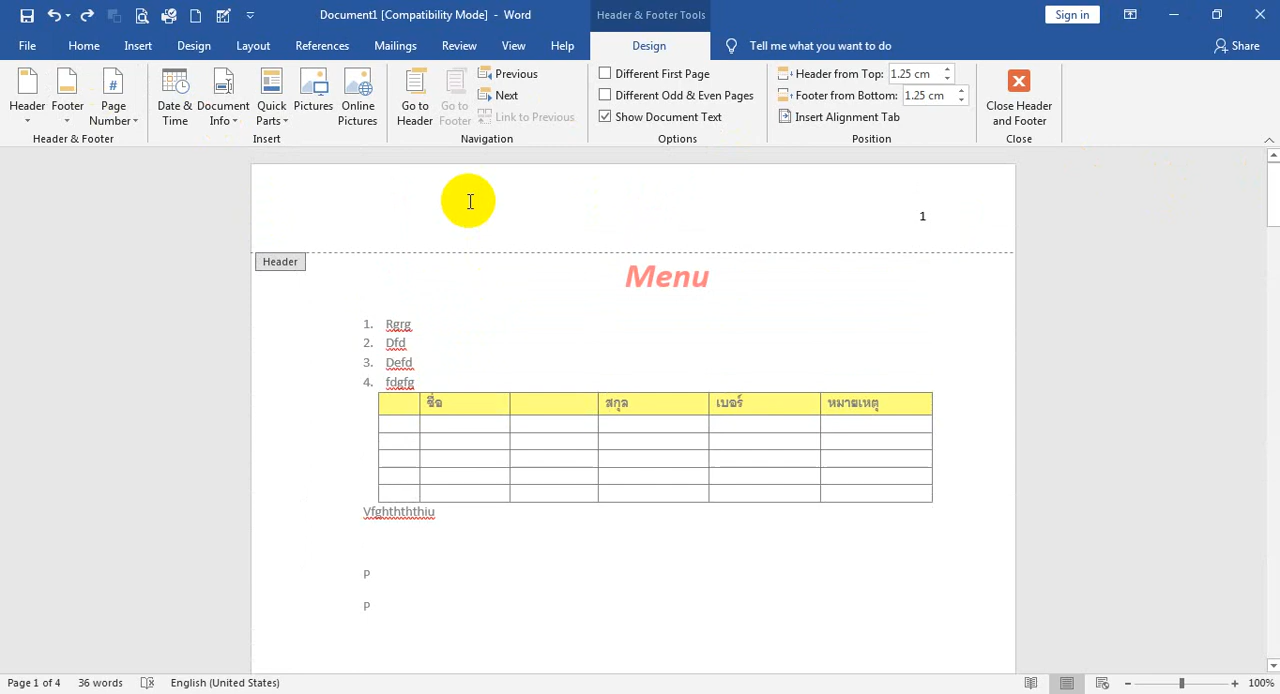 Document1 [Compatibility Mode] - Word
Header & Footer Tools
Sign in
File Home Insert Design Layout References Mailings Review View Help Design Tell me what you want to do Share
Header Footer Page Number
Header & Footer
Date & Time Document Info Quick Parts Pictures Online Pictures
Insert
Go to Header Go to Footer
Previous
Next
Link to Previous
Navigation
Different First Page
Different Odd & Even Pages
Show Document Text
Options
Header from Top: 1.25 cm
Footer from Bottom: 1.25 cm
Insert Alignment Tab
Position
Close Header and Footer
Close
1
Header
Menu
1. Rgrg
2. Dfd
3. Defd
4. fdgfg
ชื่อ สกุล เบอร์ หมายเหตุ
Vfghthththiu
P
P
Page 1 of 4 36 words English (United States) 100%